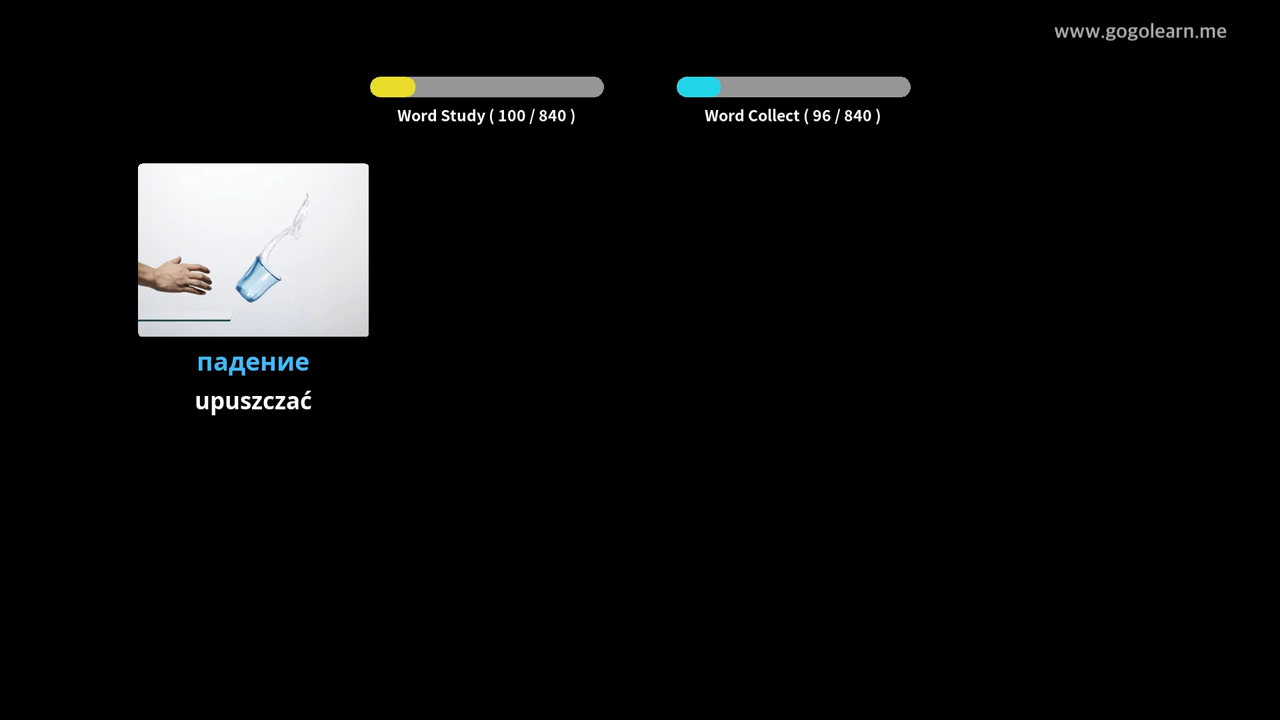 www.gogolearn.me
Word Study ( 100 / 840 )
Word Collect ( 96 / 840 )
падение
upuszczać